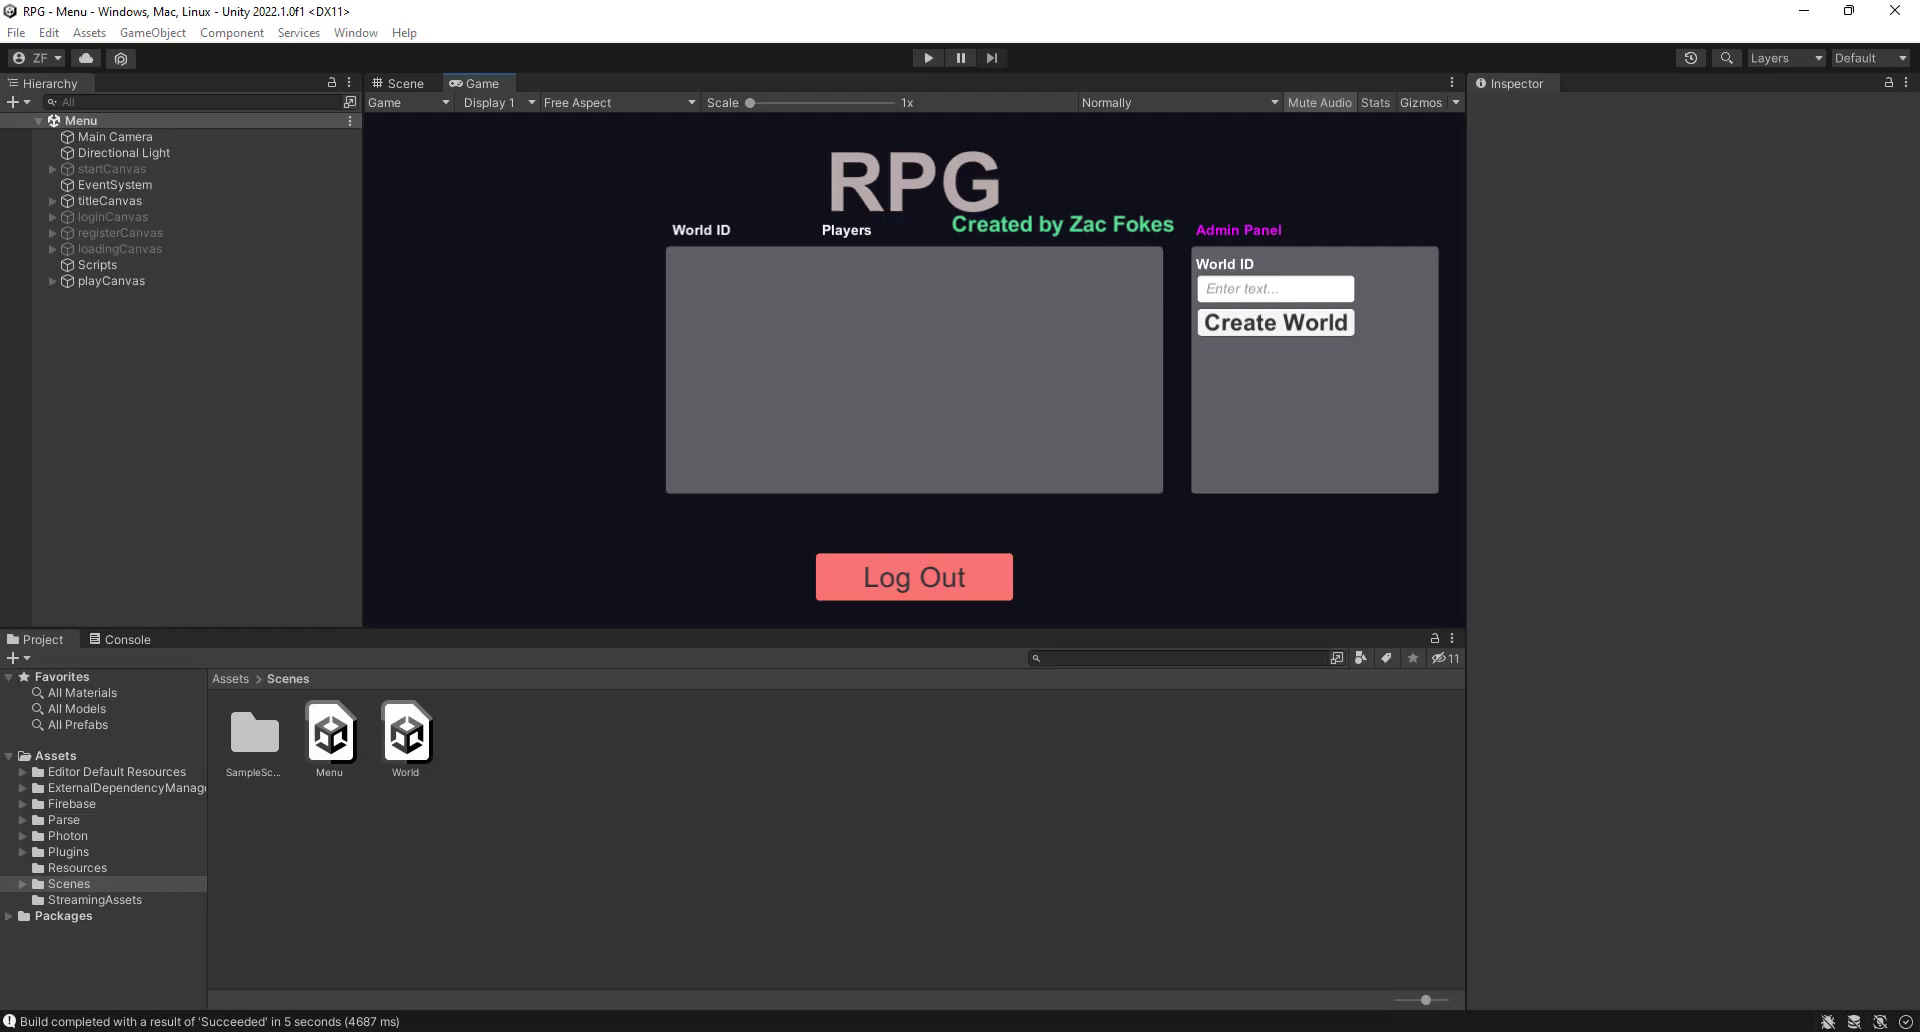 RPG - Menu - Windows, Mac, Linux - Unity 2022.1.0f1 <DX11>
File Edit Assets GameObject Component Services Window Help
ZF Layers Default
Hierarchy
All
Menu
Main Camera
Directional Light
startCanvas
EventSystem
titleCanvas
loginCanvas
registerCanvas
loadingCanvas
Scripts
playCanvas
Scene Game
Game Display 1 Free Aspect Scale 1x Normally Mute Audio Stats Gizmos
RPG
Created by Zac Fokes
World ID Players Admin Panel
World ID
Enter text...
Create World
Log Out
Inspector
Project Console
11
Favorites
All Materials
All Models
All Prefabs
Assets
Editor Default Resources
ExternalDependencyManage
Firebase
Parse
Photon
Plugins
Resources
Scenes
StreamingAssets
Packages
Assets > Scenes
SampleSc... Menu World
Build completed with a result of 'Succeeded' in 5 seconds (4687 ms)